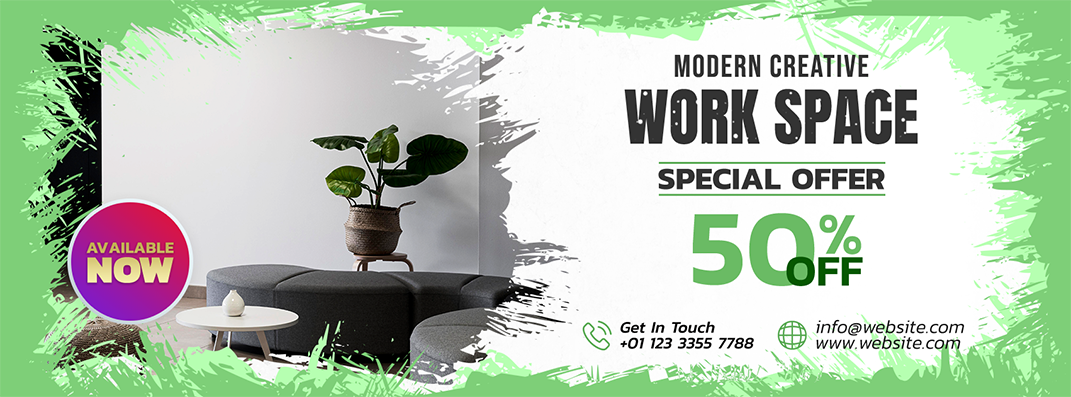 AVAILABLE
NOW
MODERN CREATIVE
WORK SPACE
SPECIAL OFFER
50%
OFF
Get In Touch
+01 123 3355 7788
info@website.com
www.website.com